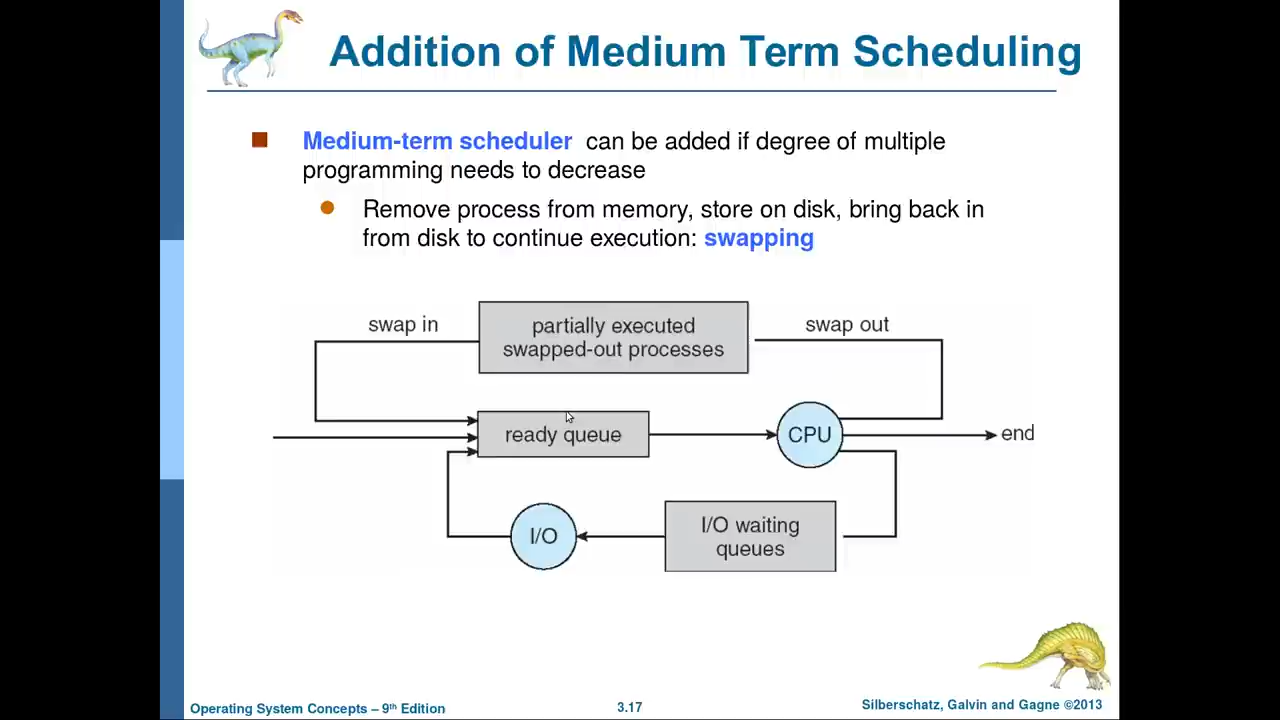 Addition of Medium Term Scheduling
Medium-term scheduler can be added if degree of multiple
programming needs to decrease
Remove process from memory, store on disk, bring back in
from disk to continue execution: swapping
swap in
partially executed
swapped-out processes
swap out
ready queue
CPU
end
I/O
I/O waiting
queues
Operating System Concepts – 9th Edition
3.17
Silberschatz, Galvin and Gagne ©2013